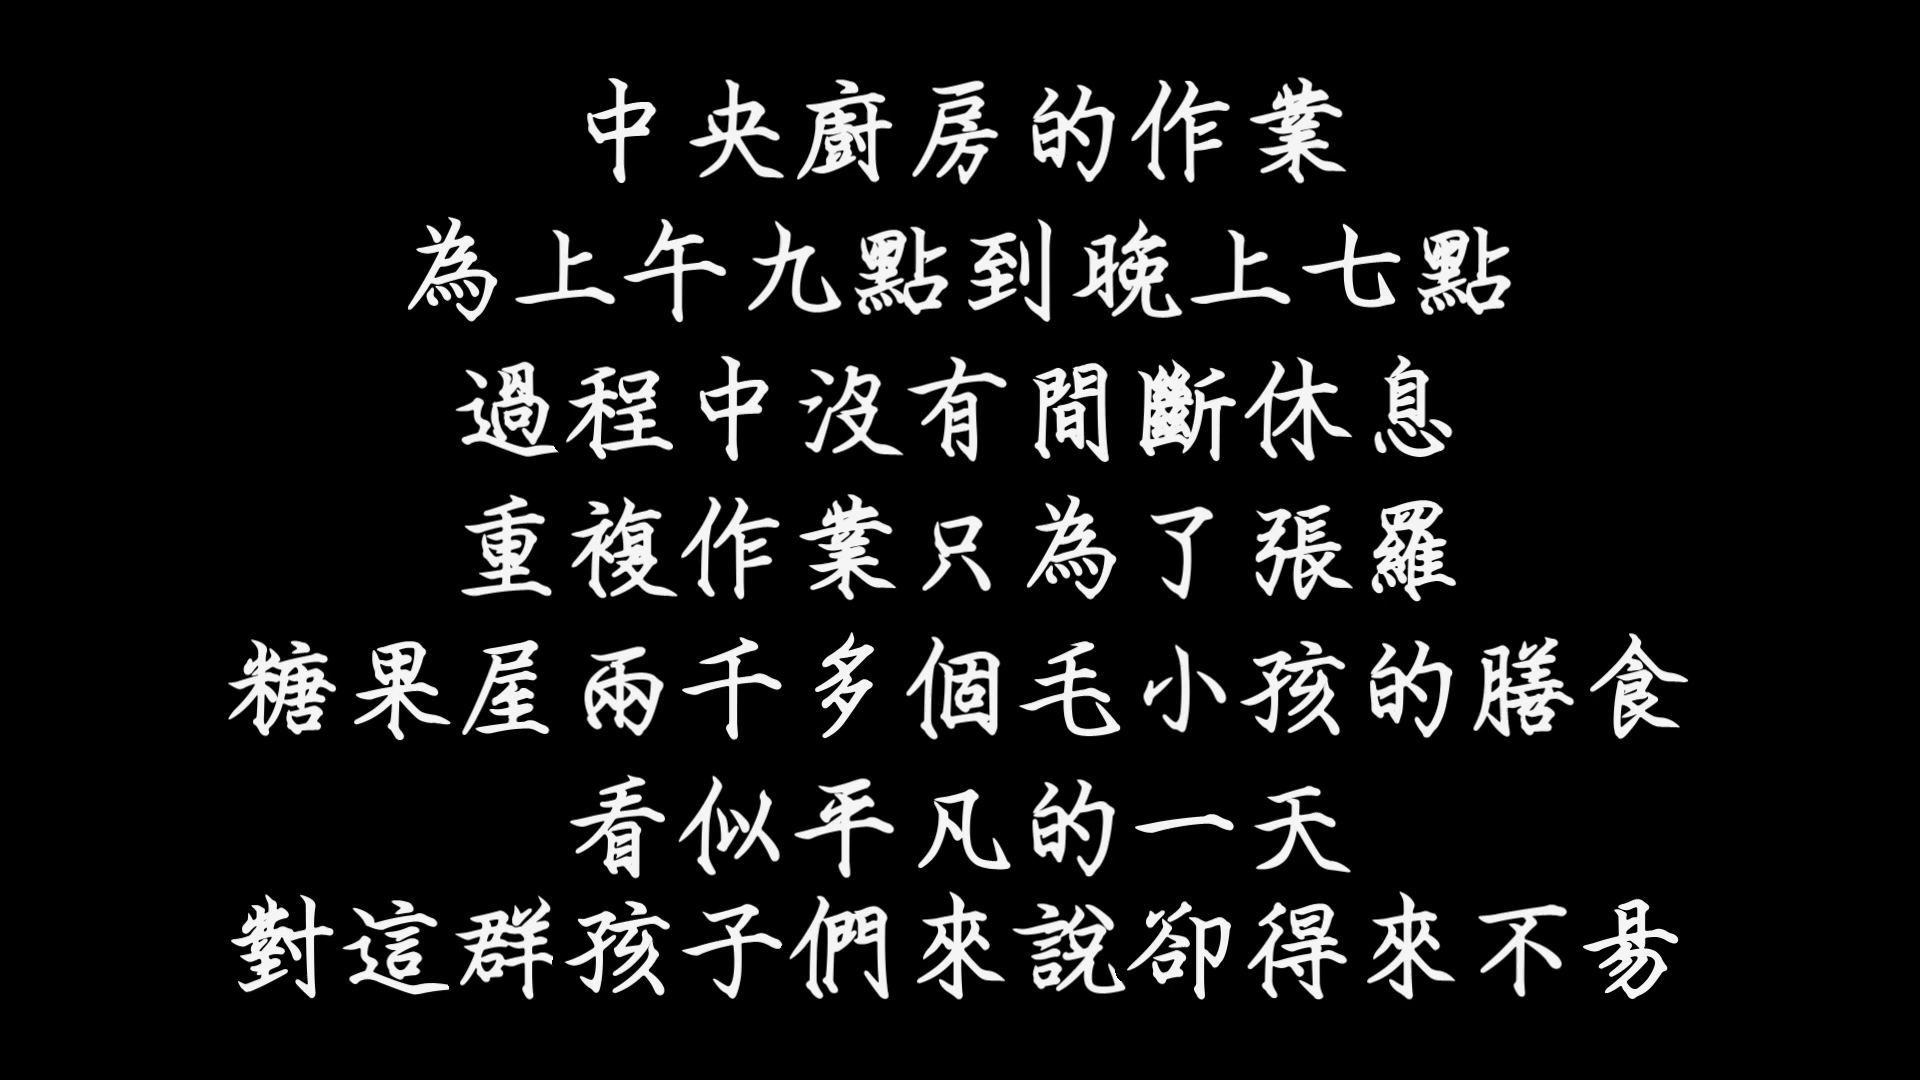 中央廚房的作業
為上午九點到晚上七點
過程中沒有間斷休息
重複作業只為了張羅
糖果屋兩千多個毛小孩的膳食
看似平凡的一天
對這群孩子們來說卻得來不易